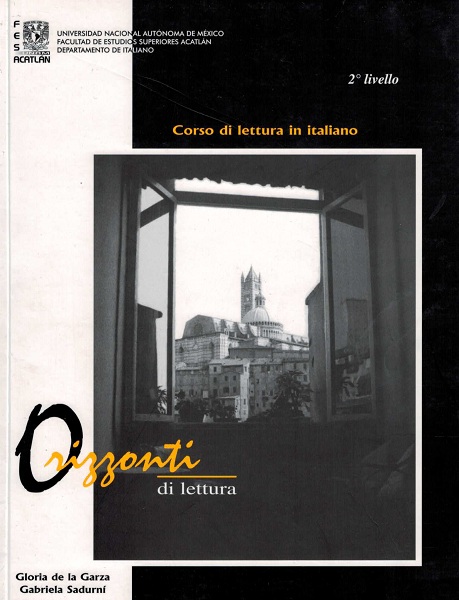 FES
ACATLÁN
UNIVERSIDAD NACIONAL AUTÓNOMA DE MÉXICO
FACULTAD DE ESTUDIOS SUPERIORES ACATLÁN
DEPARTAMENTO DE ITALIANO
2° livello
Corso di lettura in italiano
Orizzonti
di lettura
Gloria de la Garza
Gabriela Sadurní